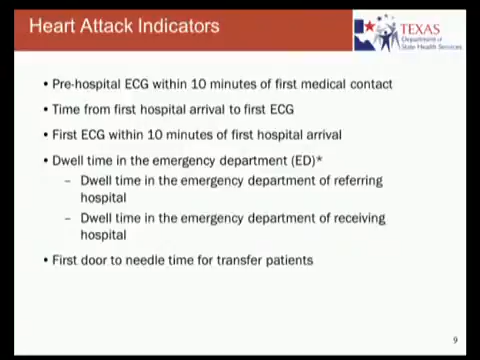 Heart Attack Indicators
TEXAS
Department of
State Health Services
• Pre-hospital ECG within 10 minutes of first medical contact
• Time from first hospital arrival to first ECG
• First ECG within 10 minutes of first hospital arrival
• Dwell time in the emergency department (ED)*
– Dwell time in the emergency department of referring
hospital
– Dwell time in the emergency department of receiving
hospital
• First door to needle time for transfer patients
9